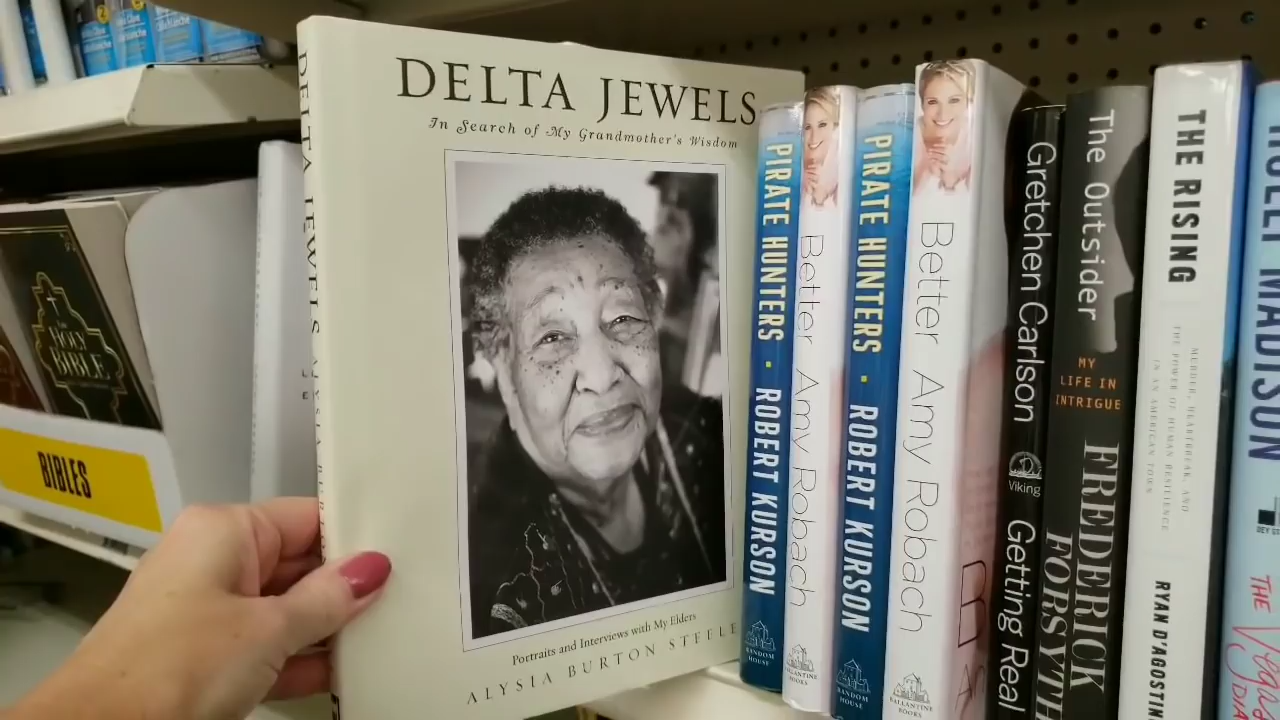 DELTA JEWELS
In Search of My Grandmother's Wisdom
Portraits and Interviews with My Elders
ALYSIA BURTON STEELE
DELTA JEWELS
HOLY BIBLE
BIBLES
PIRATE HUNTERS • ROBERT KURSON
RANDOM HOUSE
Better Amy Robach
BALLANTINE BOOKS
PIRATE HUNTERS • ROBERT KURSON
RANDOM HOUSE
Better Amy Robach
BALLANTINE BOOKS
Gretchen Carlson
Viking
Getting Real
The Outsider
MY
LIFE IN
INTRIGUE
FREDERICK
FORSYTH
THE RISING
MURDER, HEARTBREAK, AND
THE POWER OF HUMAN RESILIENCE
IN AN AMERICAN TOWN
RYAN D'AGOSTIN
MADISON
THE Vegas